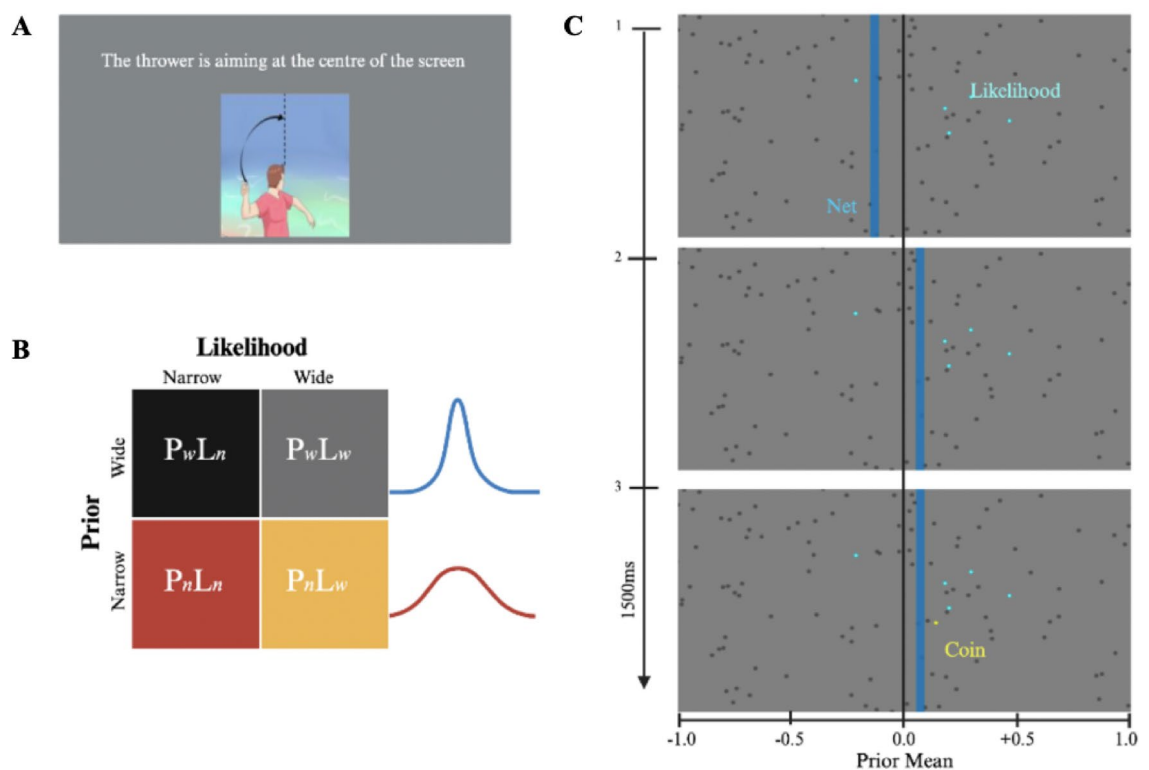 A
The thrower is aiming at the centre of the screen
B
Likelihood
Narrow
Wide
Prior
Wide
Narrow
PwLn
PwLw
PnLn
PnLw
C
1
Likelihood
Net
2
3
1500ms
Coin
-1.0
-0.5
0.0
+0.5
1.0
Prior Mean